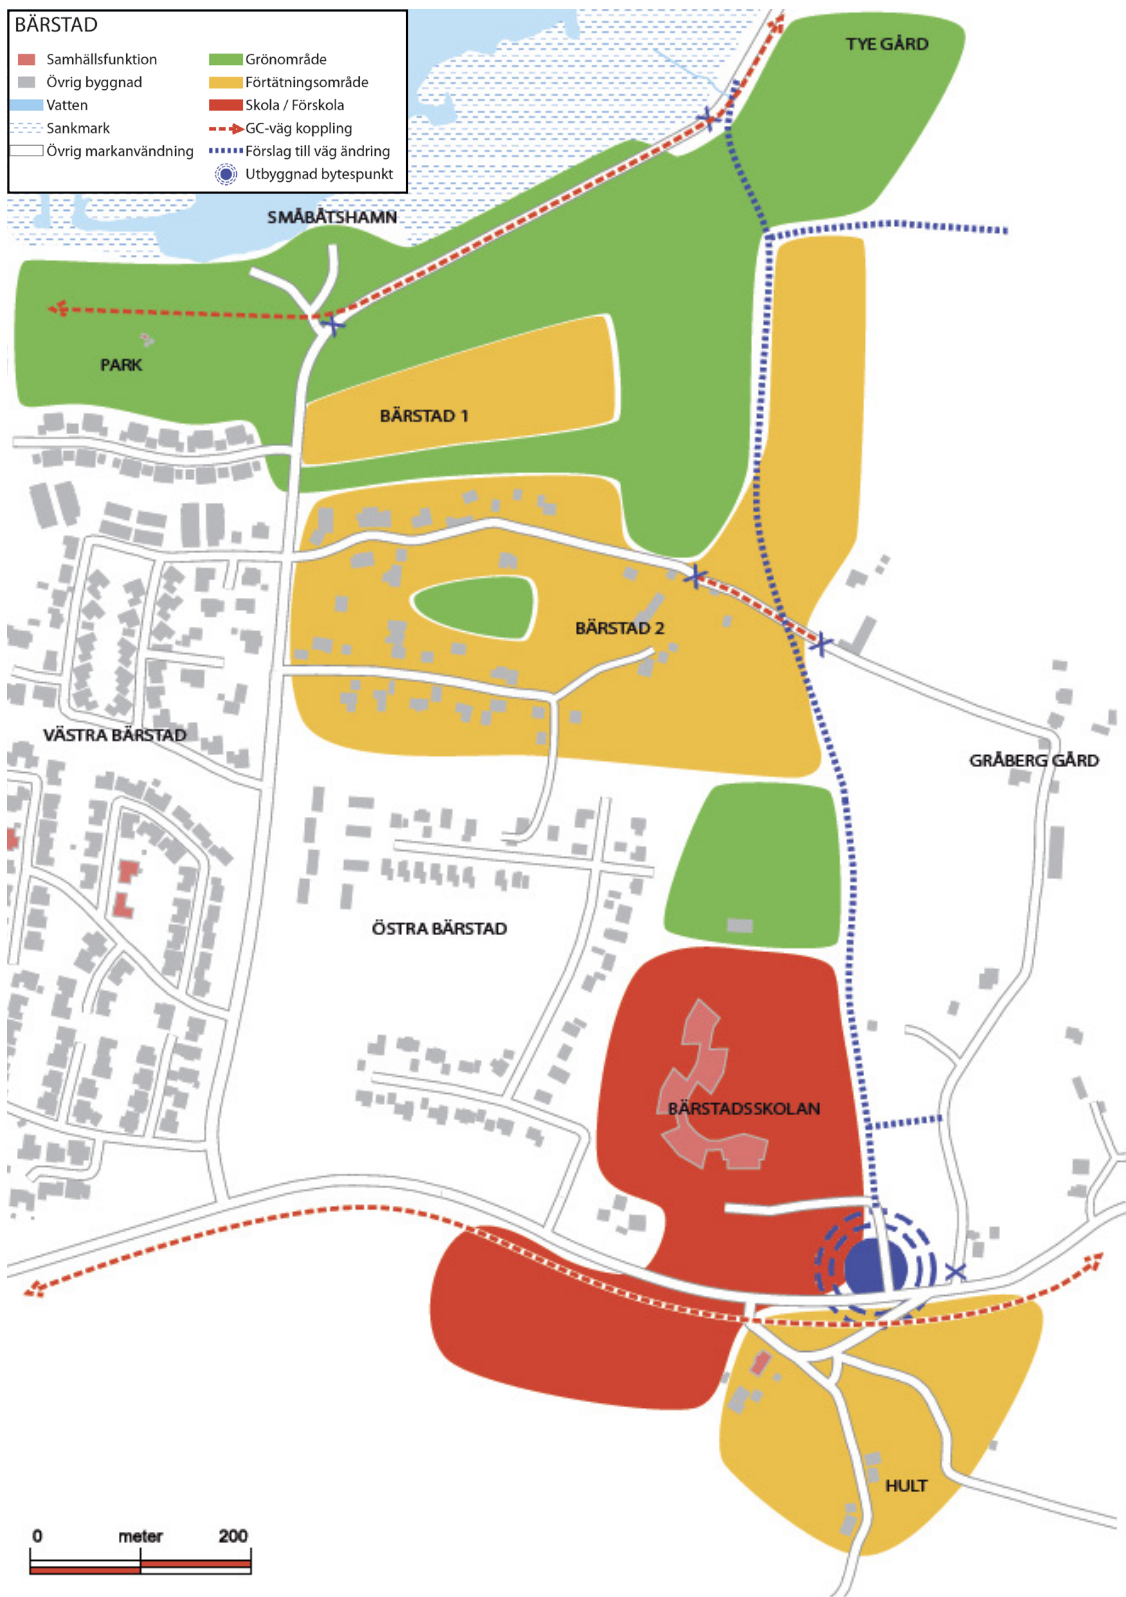 BÄRSTAD
Samhällsfunktion
Övrig byggnad
Vatten
Sankmark
Övrig markanvändning
Grönområde
Förtätningsområde
Skola / Förskola
GC-väg koppling
Förslag till väg ändring
Utbyggnad bytespunkt
TYE GÅRD
SMÅBÅTSHAMN
PARK
BÄRSTAD 1
BÄRSTAD 2
VÄSTRA BÄRSTAD
GRÅBERG GÅRD
ÖSTRA BÄRSTAD
BÄRSTADSSKOLAN
HULT
0 meter 200